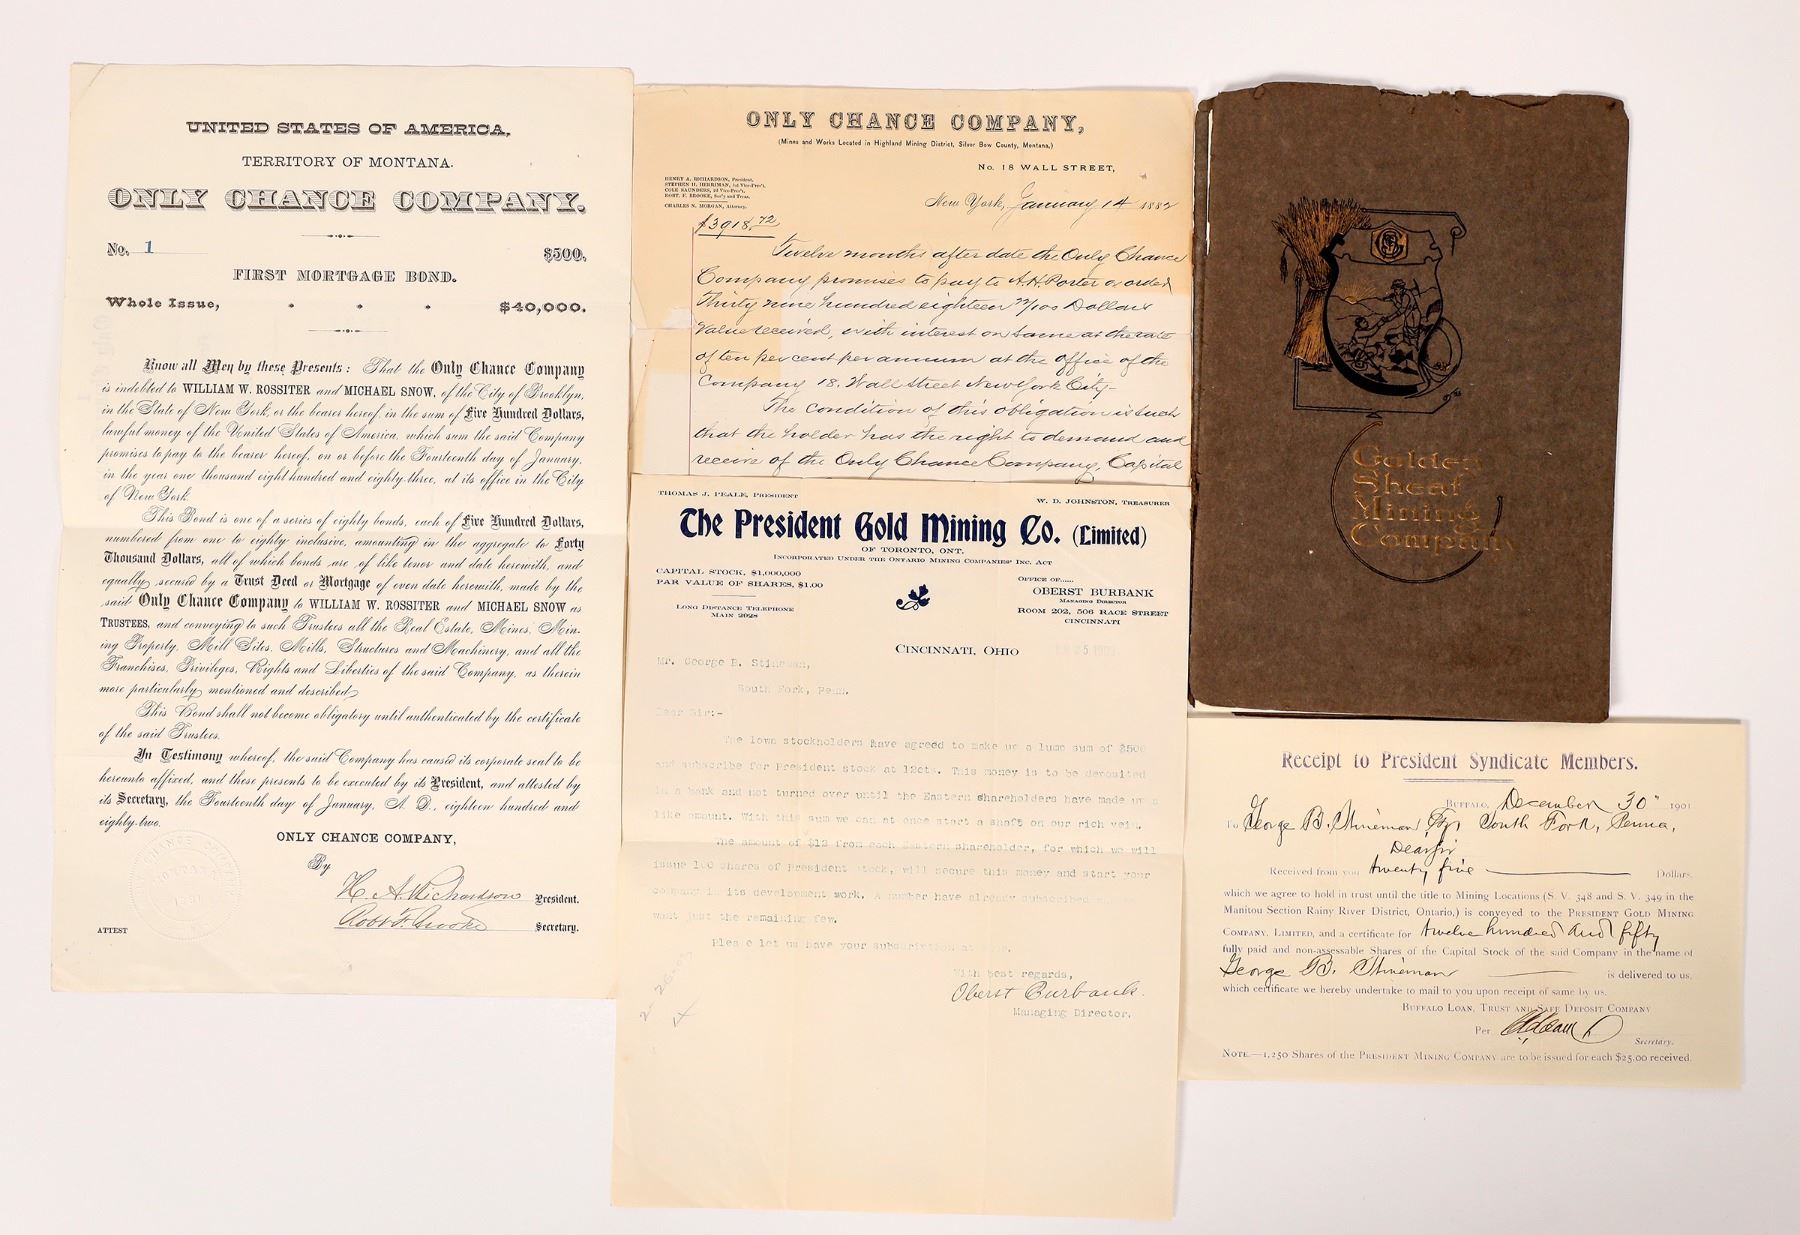 UNITED STATES OF AMERICA,
TERRITORY OF MONTANA.
ONLY CHANCE COMPANY.
No. 1 $500.
FIRST MORTGAGE BOND.
Whole Issue, $40,000.
Know all Men by these Presents: That the Only Chance Company
is indebted to WILLIAM W. ROSSITER and MICHAEL SNOW, of the City of Brooklyn,
in the State of New York, or the bearer hereof, in the sum of Five Hundred Dollars,
lawful money of the United States of America, which sum the said Company
promises to pay to the bearer hereof, on or before the Fourteenth day of January,
in the year one thousand eight hundred and eighty-three, at its office in the City
of New York.
This Bond is one of a series of eighty bonds, each of Five Hundred Dollars,
numbered from one to eighty inclusive, amounting in the aggregate to Forty
Thousand Dollars, all of which bonds are of like tenor and date herewith, and
equally secured by a Trust Deed or Mortgage of even date herewith, made by the
said Only Chance Company to WILLIAM W. ROSSITER and MICHAEL SNOW as
TRUSTEES, and conveying to such Trustees all the Real Estate, Mines, Min-
ing Property, Mill Sites, Mills, Structures and Machinery, and all the
Franchises, Privileges, Rights and Liberties of the said Company, as therein
more particularly mentioned and described.
This Bond shall not become obligatory until authenticated by the certificate
of the said Trustees.
In Testimony whereof, the said Company has caused its corporate seal to be
hereunto affixed, and these presents to be executed by its President, and attested by
its Secretary, the Fourteenth day of January, A. D., eighteen hundred and
eighty-two.
ONLY CHANCE COMPANY,
By
H. A. Richardson President.
Robt F. Brooke Secretary.
ATTEST
ONLY CHANCE COMPANY,
(Mines and Works Located in Highland Mining District, Silver Bow County, Montana,)
No. 18 WALL STREET,
HENRY A. RICHARDSON, President,
STEPHEN H. HERRIMAN, 1st Vice-Pres't,
COLE SAUNDERS, 2d Vice-Pres't,
ROBT. F. BROOKE, Sec'y and Treas.
CHARLES N. MORGAN, Attorney.
New York, January 14 1882
$3918.72
Twelve months after date the Only Chance
Company promises to pay to A.H. Porter or order
Thirty nine hundred eighteen 72/100 Dollars
Value received, with interest on same at the rate
of ten per cent per annum at the office of the
Company 18, Wall Street New York City-
The condition of this obligation is such
that the holder has the right to demand and
receive of the Only Chance Company, Capital
THOMAS J. PEALE, PRESIDENT W. D. JOHNSTON, TREASURER
The President Gold Mining Co. (Limited)
OF TORONTO, ONT.
INCORPORATED UNDER THE ONTARIO MINING COMPANIES' INC. ACT
CAPITAL STOCK, $1,000,000
PAR VALUE OF SHARES, $1.00
LONG DISTANCE TELEPHONE
MAIN 2028
OFFICE OF......
OBERST BURBANK
MANAGING DIRECTOR
ROOM 202, 506 RACE STREET
CINCINNATI
CINCINNATI, OHIO
Mr. George B. Stineman,
South Fork, Penn.
Dear Sir:-
The Iowa stockholders have agreed to make up a lump sum of $500
and subscribe for President stock at 12cts. This money is to be deposited
in a bank and not turned over until the Eastern shareholders have made up a
like amount. With this sum we can at once start a shaft on our rich vein.
The amount of $12 from each Eastern shareholder, for which we will
issue 100 shares of President stock, will secure this money and start your
company in its development work. A number have already subscribed
want just the remaining few.
Please let us have your subscription at
With best regards,
Oberst Burbank.
Managing Director.
2-26-03
Golden
Sheaf
Mining
Company
Receipt to President Syndicate Members.
BUFFALO, December 30" 1901
To George B. Stineman South Fork, Penna,
Dear Sir
Received from you twenty five Dollars.
which we agree to hold in trust until the title to Mining Locations (S. V. 348 and S. V. 349 in the
Manitou Section Rainy River District, Ontario,) is conveyed to the PRESIDENT GOLD MINING
COMPANY, LIMITED, and a certificate for twelve hundred and fifty
fully paid and non-assessable Shares of the Capital Stock of the said Company in the name of
George B. Stineman is delivered to us,
which certificate we hereby undertake to mail to you upon receipt of same by us.
BUFFALO LOAN, TRUST AND SAFE DEPOSIT COMPANY
Per
Secretary.
NOTE.—1,250 Shares of the PRESIDENT MINING COMPANY are to be issued for each $25.00 received.